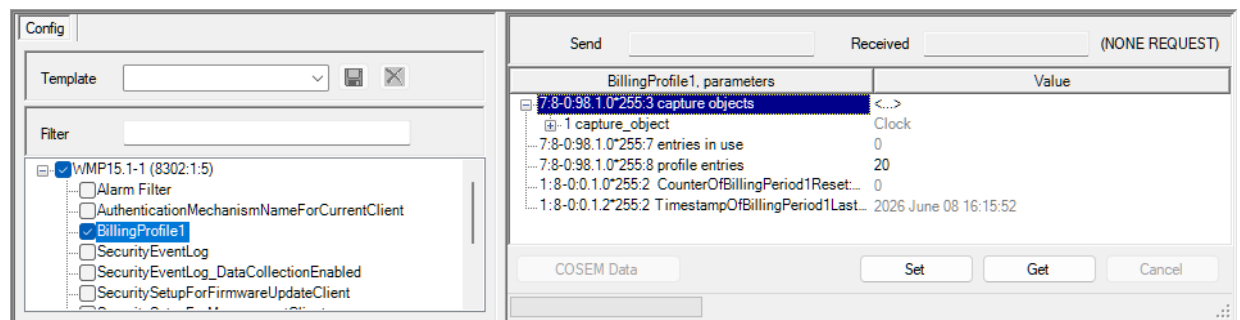 Config
Template
Filter
WMP15.1-1 (8302:1:5)
Alarm Filter
AuthenticationMechanismNameForCurrentClient
BillingProfile1
SecurityEventLog
SecurityEventLog_DataCollectionEnabled
SecuritySetupForFirmwareUpdateClient
Send Received (NONE REQUEST)
BillingProfile1, parameters Value
7:8-0:98.1.0*255:3 capture objects <...>
1 capture_object Clock
7:8-0:98.1.0*255:7 entries in use 0
7:8-0:98.1.0*255:8 profile entries 20
1:8-0:0.1.0*255:2 CounterOfBillingPeriod1Reset:... 0
1:8-0:0.1.2*255:2 TimestampOfBillingPeriod1Last... 2026 June 08 16:15:52
COSEM Data Set Get Cancel